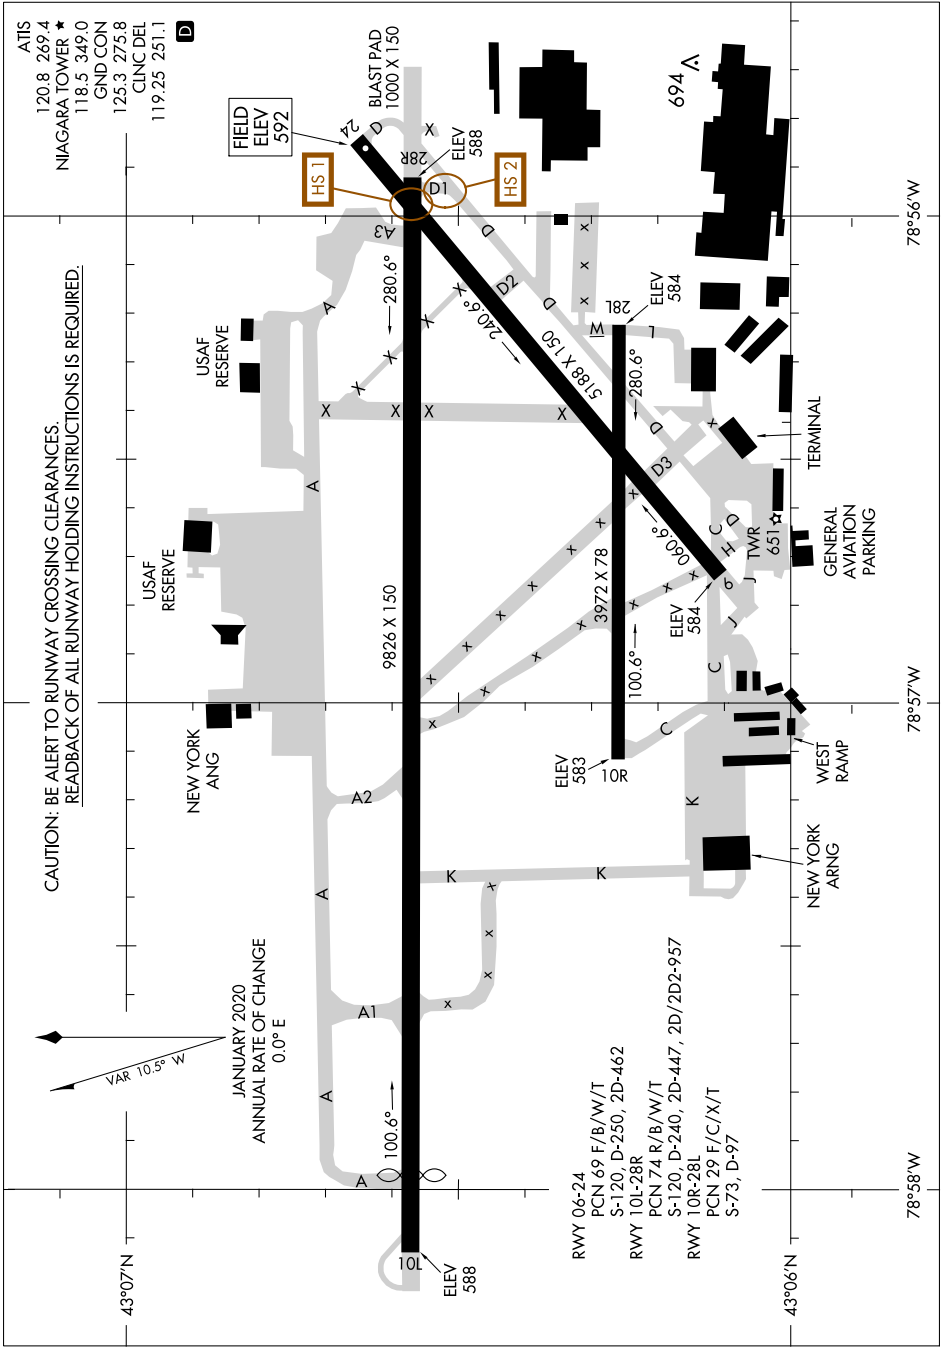 ATIS
120.8 269.4
NIAGARA TOWER ★
118.5 349.0
GND CON
125.3 275.8
CLNC DEL
119.25 251.1
D
CAUTION: BE ALERT TO RUNWAY CROSSING CLEARANCES.
READBACK OF ALL RUNWAY HOLDING INSTRUCTIONS IS REQUIRED.
FIELD
ELEV
592
HS 1
HS 2
BLAST PAD
1000 X 150
24
D
X
28R
ELEV
588
D1
694
78°56'W
A3
D
280.6°
A
X
D2
D
X
X
X
240.6°
X
X
5188 X 150
28L
ELEV
584
W
L
280.6°
USAF
RESERVE
X
X
X
X
X
X
D
X
TERMINAL
A
D3
X
X
X
X
X
X
060.6°
C
D
H
TWR
651
GENERAL
AVIATION
PARKING
USAF
RESERVE
9826 X 150
3972 X 78
6
J
J
ELEV
584
X
X
X
X
X
X
X
X
X
100.6°
C
78°57'W
NEW YORK
ANG
C
WEST
RAMP
ELEV
583
10R
A2
K
K
K
NEW YORK
ARNG
A
X
X
X
X
A1
A
JANUARY 2020
ANNUAL RATE OF CHANGE
0.0° E
VAR 10.5° W
100.6°
A
10L
ELEV
588
RWY 06-24
PCN 69 F/B/W/T
S-120, D-250, 2D-462
RWY 10L-28R
PCN 74 R/B/W/T
S-120, D-240, 2D-447, 2D/2D2-957
RWY 10R-28L
PCN 29 F/C/X/T
S-73, D-97
78°58'W
43°07'N
43°06'N